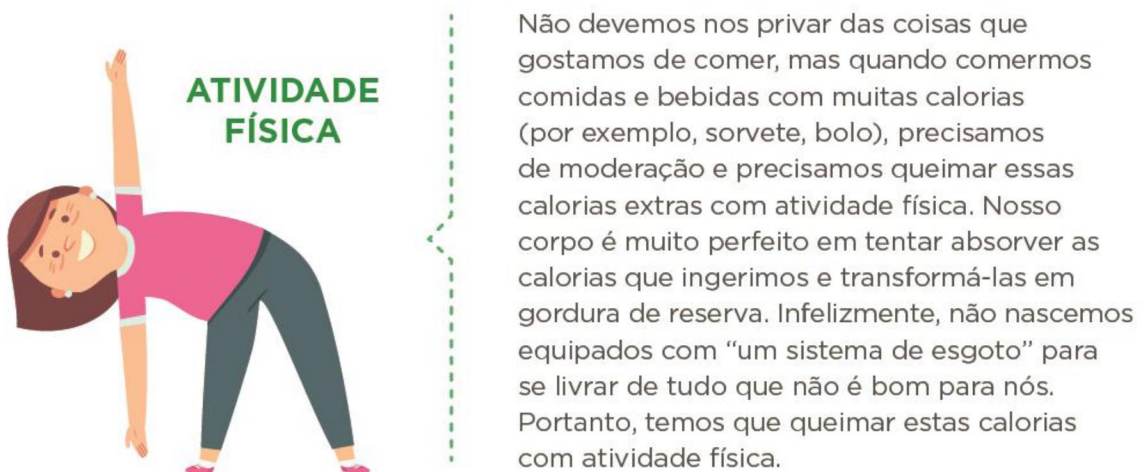 ATIVIDADE
FÍSICA
Não devemos nos privar das coisas que
gostamos de comer, mas quando comermos
comidas e bebidas com muitas calorias
(por exemplo, sorvete, bolo), precisamos
de moderação e precisamos queimar essas
calorias extras com atividade física. Nosso
corpo é muito perfeito em tentar absorver as
calorias que ingerimos e transformá-las em
gordura de reserva. Infelizmente, não nascemos
equipados com “um sistema de esgoto” para
se livrar de tudo que não é bom para nós.
Portanto, temos que queimar estas calorias
com atividade física.